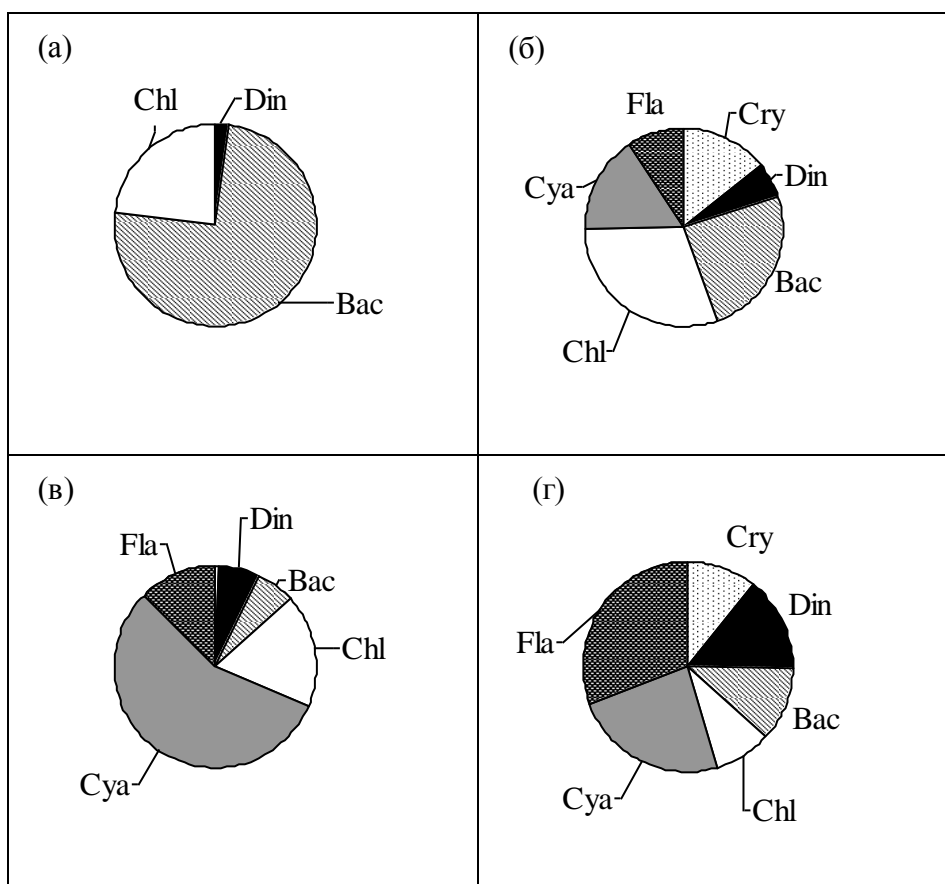 (а)
Chl
Din
Bac
(б)
Fla
Cry
Cya
Din
Bac
Chl
(в)
Din
Fla
Bac
Chl
Cya
(г)
Cry
Din
Fla
Bac
Cya
Chl